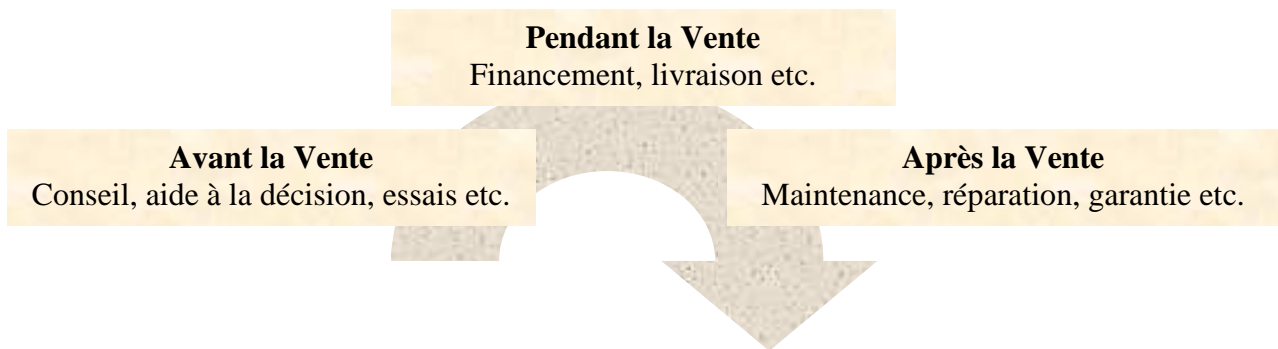 Pendant la Vente
Financement, livraison etc.
Avant la Vente
Conseil, aide à la décision, essais etc.
Après la Vente
Maintenance, réparation, garantie etc.